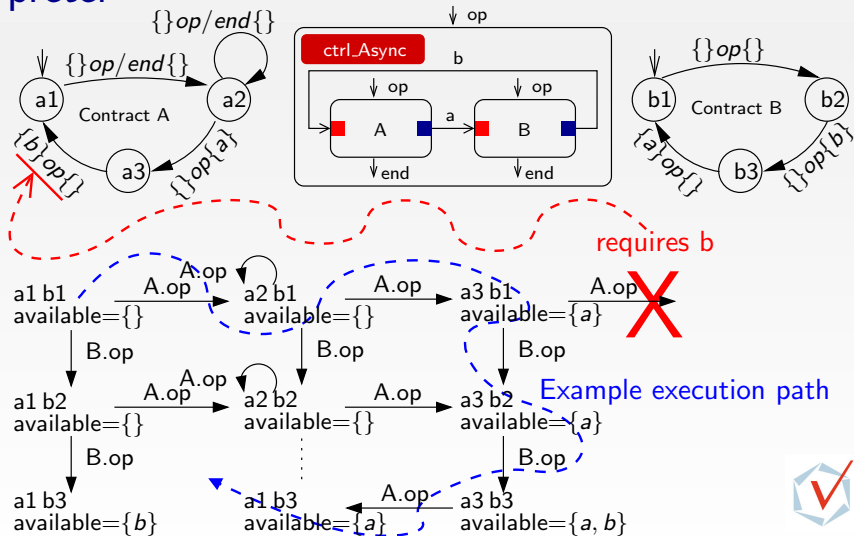 {}op/end{}
{}op/end{}
a1
a2
Contract A
a3
{b}op{}
{}op{a}
op
ctrl_Async
b
op
op
A
a
B
end
end
{}op{}
b1
b2
Contract B
b3
{a}op{}
{}op{b}
requires b
A.op
a1 b1
available={}
A.op
a2 b1
available={}
A.op
a3 b1
available={a}
A.op
X
B.op
B.op
B.op
A.op
Example execution path
a1 b2
available={}
A.op
a2 b2
available={}
A.op
a3 b2
available={a}
B.op
B.op
a1 b3
available={b}
a1 b3
available={a}
A.op
a3 b3
available={a, b}